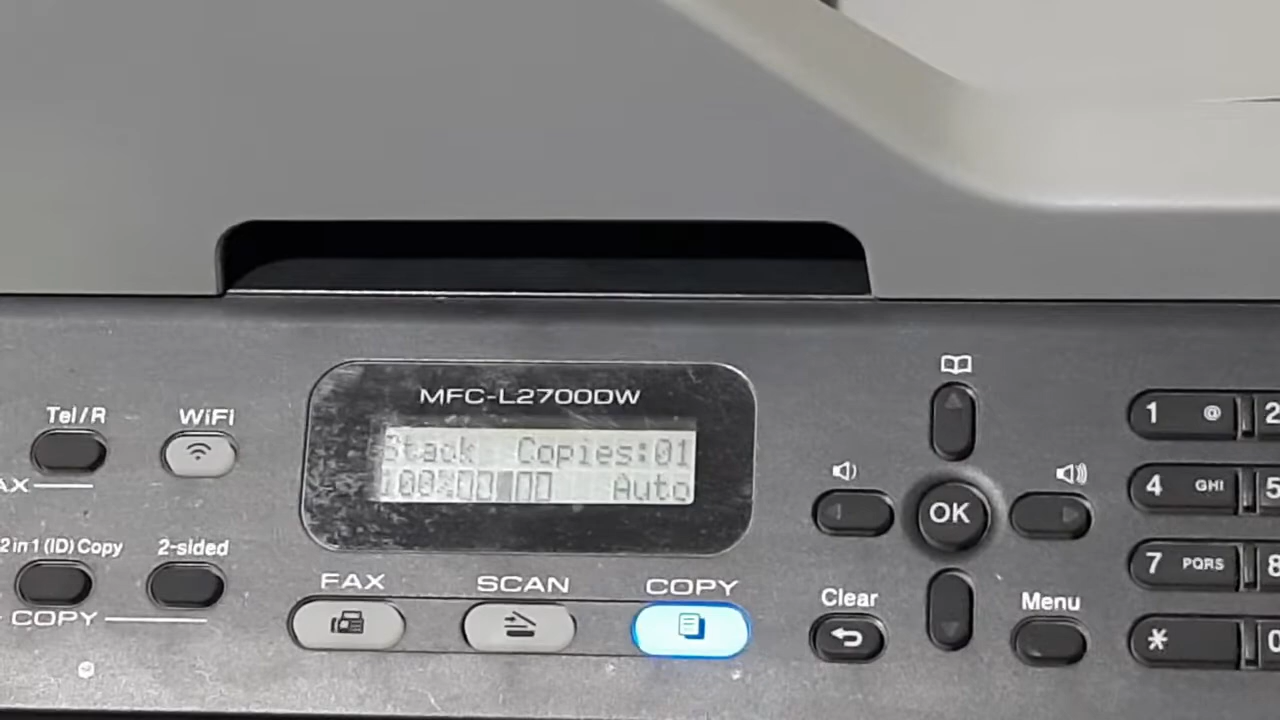 MFC-L2700DW
Stack Copies:01
100% Auto
Tel/R
WiFi
AX
2 in 1 (ID) Copy
2-sided
COPY
FAX
SCAN
COPY
OK
Clear
Menu
1 @ 2
4 GHI 5
7 PQRS 8
* 0